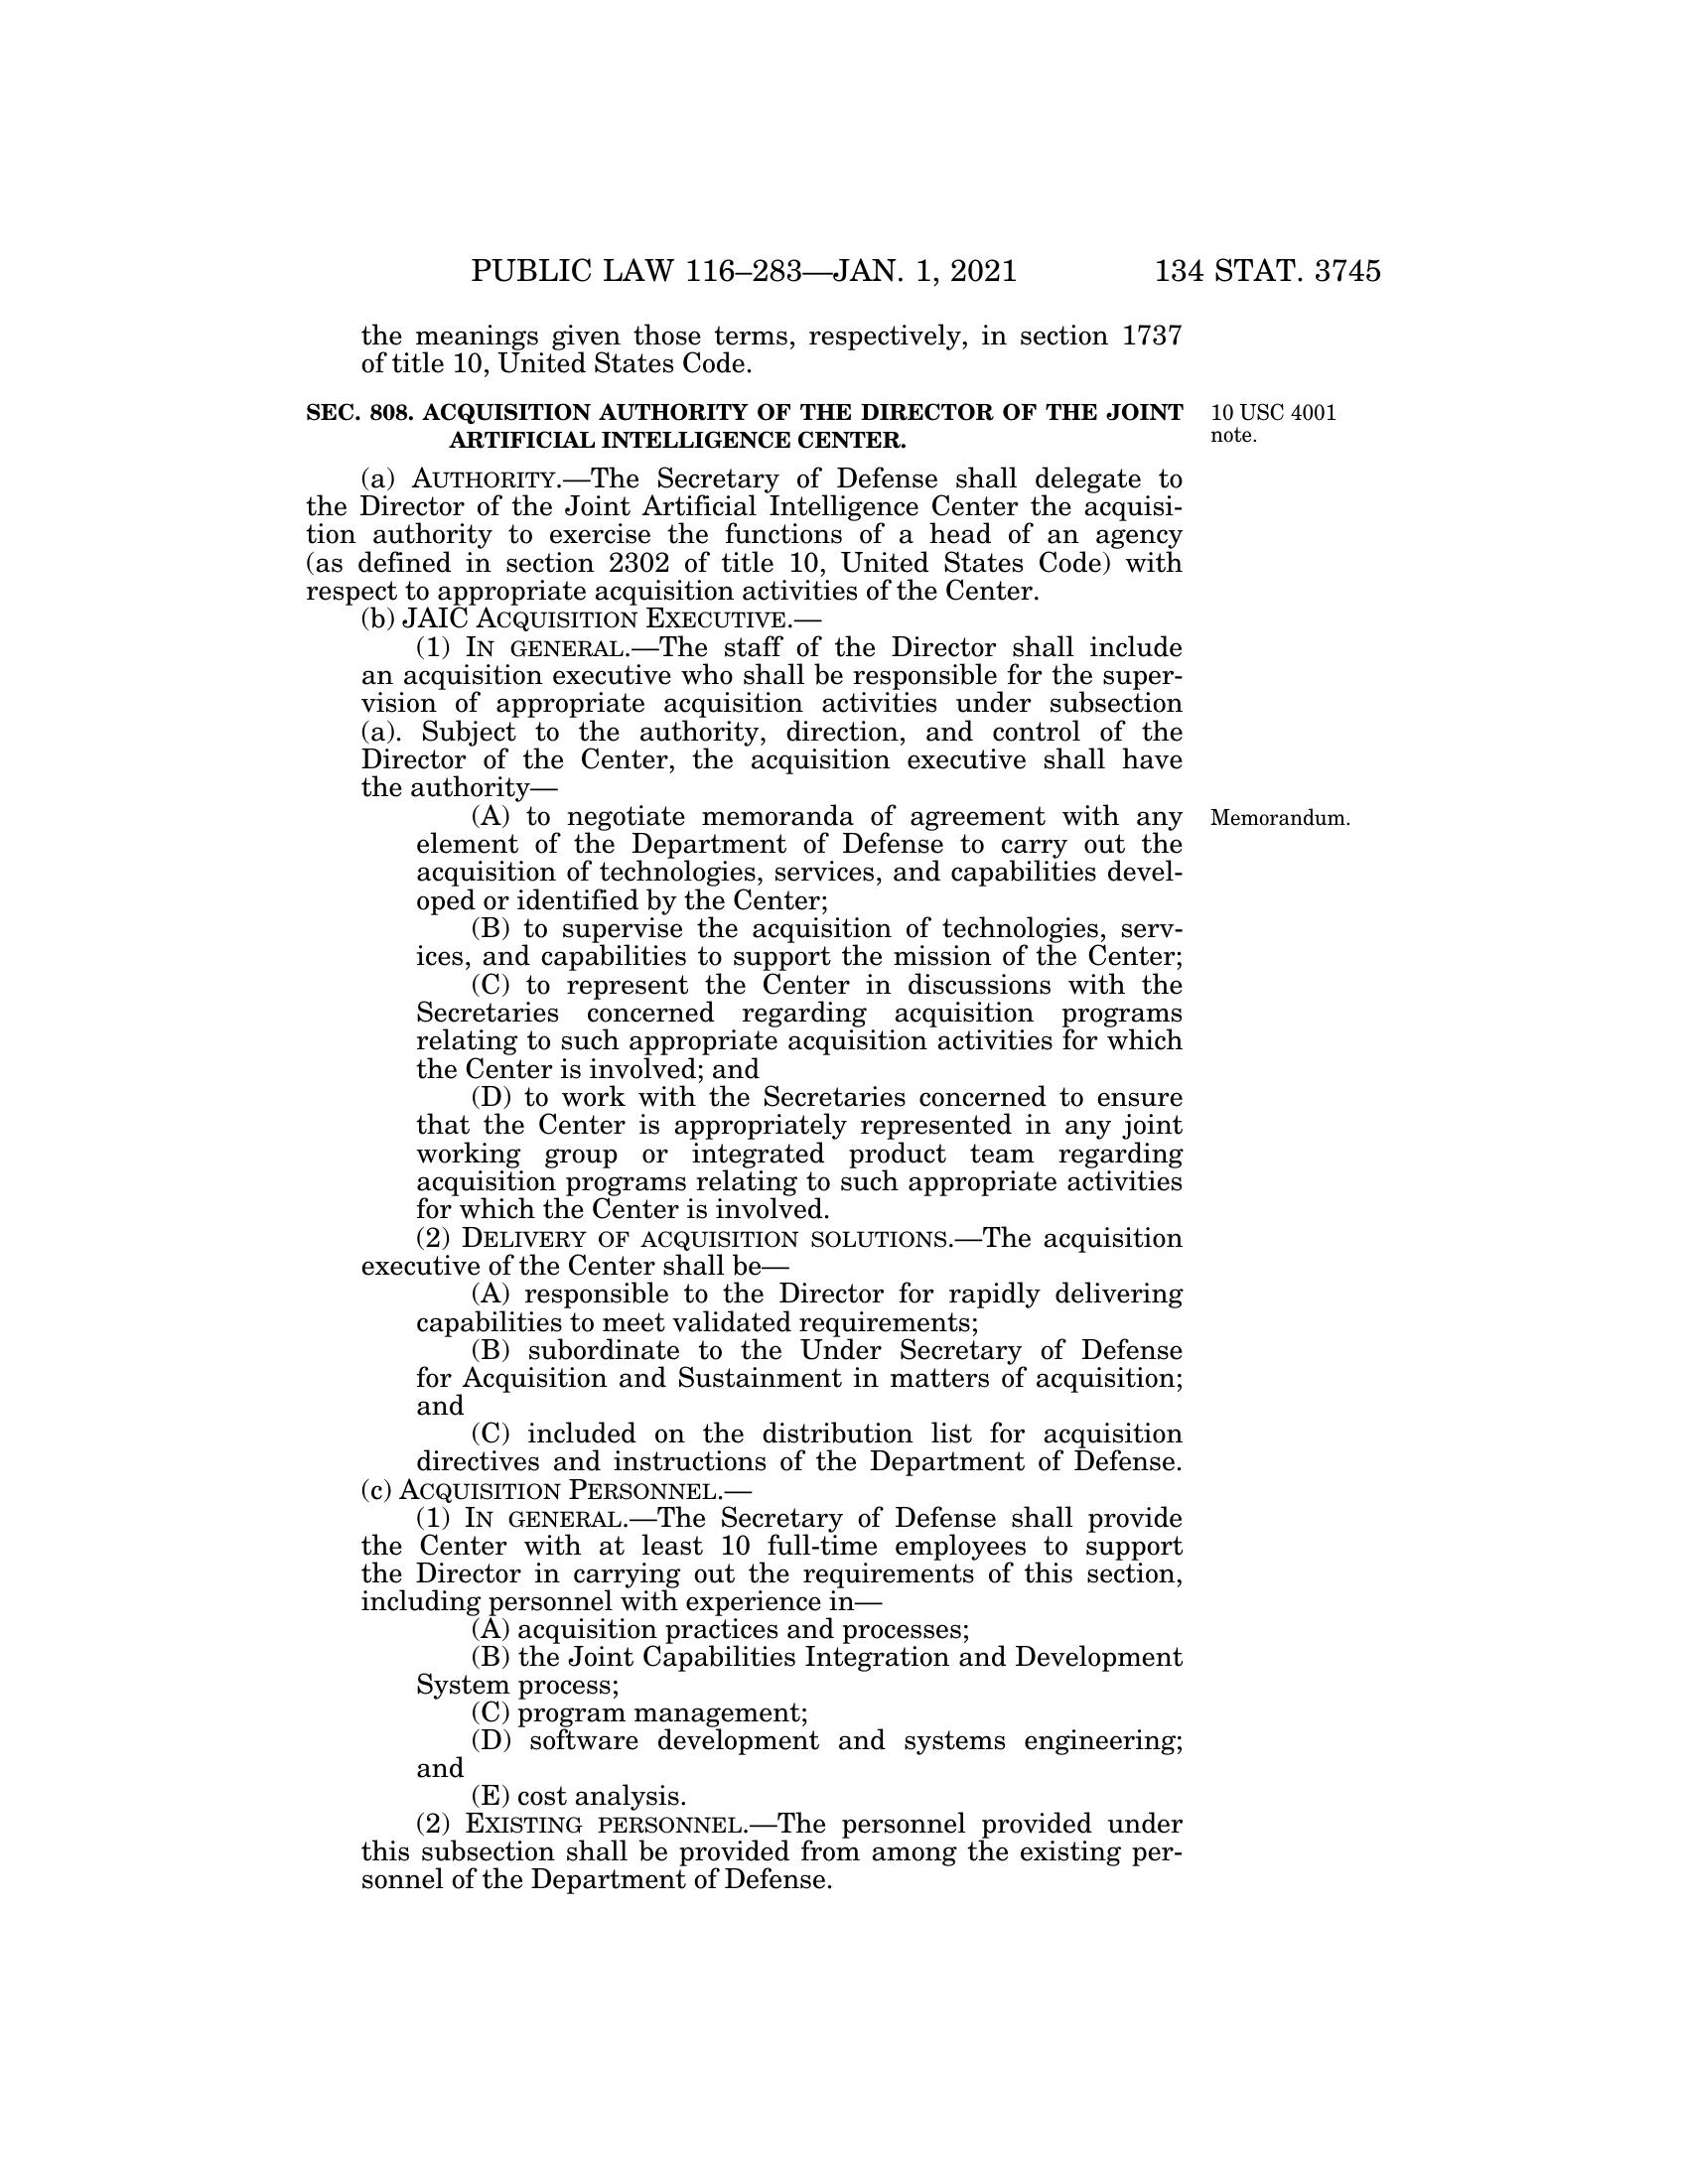 PUBLIC LAW 116–283—JAN. 1, 2021 134 STAT. 3745
the meanings given those terms, respectively, in section 1737
of title 10, United States Code.
SEC. 808. ACQUISITION AUTHORITY OF THE DIRECTOR OF THE JOINT
ARTIFICIAL INTELLIGENCE CENTER.
10 USC 4001
note.
(a) AUTHORITY.—The Secretary of Defense shall delegate to
the Director of the Joint Artificial Intelligence Center the acquisi-
tion authority to exercise the functions of a head of an agency
(as defined in section 2302 of title 10, United States Code) with
respect to appropriate acquisition activities of the Center.
(b) JAIC ACQUISITION EXECUTIVE.—
(1) IN GENERAL.—The staff of the Director shall include
an acquisition executive who shall be responsible for the super-
vision of appropriate acquisition activities under subsection
(a). Subject to the authority, direction, and control of the
Director of the Center, the acquisition executive shall have
the authority—
(A) to negotiate memoranda of agreement with any
Memorandum.
element of the Department of Defense to carry out the
acquisition of technologies, services, and capabilities devel-
oped or identified by the Center;
(B) to supervise the acquisition of technologies, serv-
ices, and capabilities to support the mission of the Center;
(C) to represent the Center in discussions with the
Secretaries concerned regarding acquisition programs
relating to such appropriate acquisition activities for which
the Center is involved; and
(D) to work with the Secretaries concerned to ensure
that the Center is appropriately represented in any joint
working group or integrated product team regarding
acquisition programs relating to such appropriate activities
for which the Center is involved.
(2) DELIVERY OF ACQUISITION SOLUTIONS.—The acquisition
executive of the Center shall be—
(A) responsible to the Director for rapidly delivering
capabilities to meet validated requirements;
(B) subordinate to the Under Secretary of Defense
for Acquisition and Sustainment in matters of acquisition;
and
(C) included on the distribution list for acquisition
directives and instructions of the Department of Defense.
(c) ACQUISITION PERSONNEL.—
(1) IN GENERAL.—The Secretary of Defense shall provide
the Center with at least 10 full-time employees to support
the Director in carrying out the requirements of this section,
including personnel with experience in—
(A) acquisition practices and processes;
(B) the Joint Capabilities Integration and Development
System process;
(C) program management;
(D) software development and systems engineering;
and
(E) cost analysis.
(2) EXISTING PERSONNEL.—The personnel provided under
this subsection shall be provided from among the existing per-
sonnel of the Department of Defense.